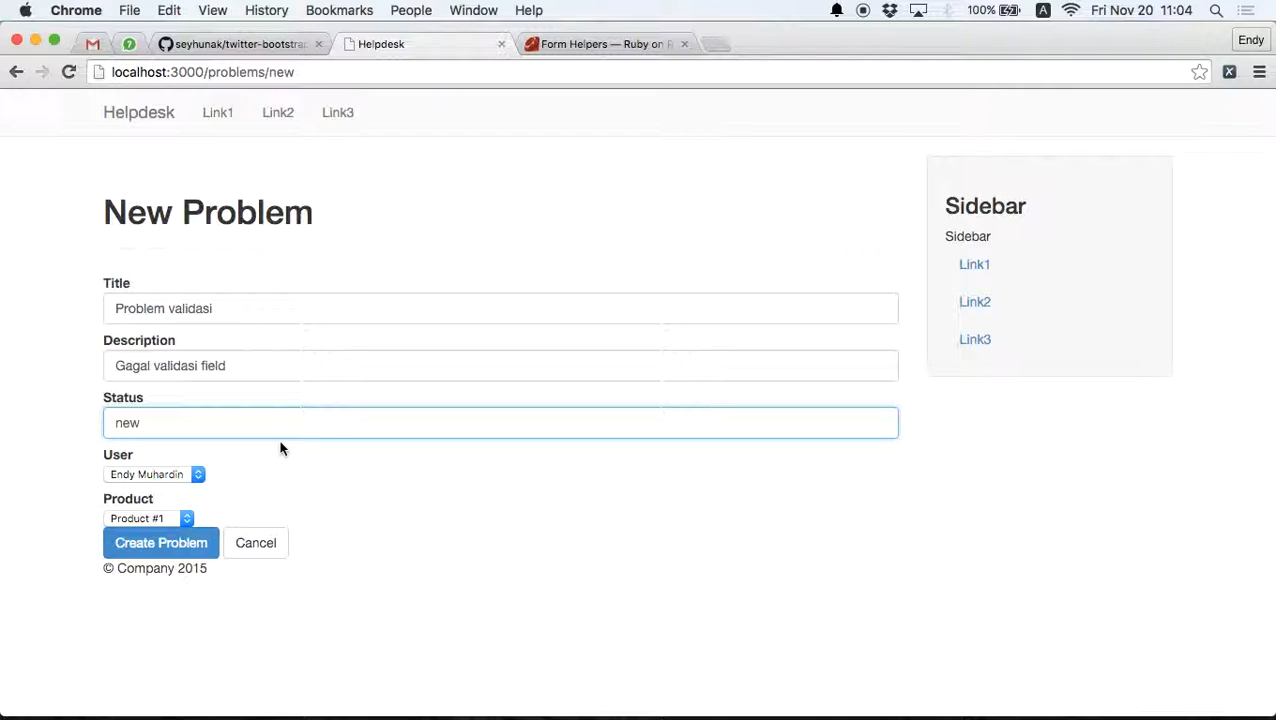 Chrome File Edit View History Bookmarks People Window Help 100% A Fri Nov 20 11:04
seyhunak/twitter-bootstra Helpdesk Form Helpers — Ruby on R Endy
localhost:3000/problems/new
Helpdesk Link1 Link2 Link3
New Problem
Title
Problem validasi
Description
Gagal validasi field
Status
new
User
Endy Muhardin
Product
Product #1
Create Problem Cancel
© Company 2015
Sidebar
Sidebar
Link1
Link2
Link3